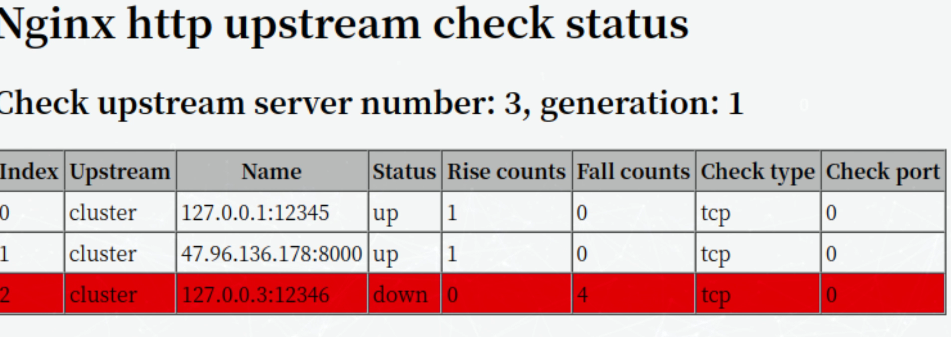 Nginx http upstream check status
Check upstream server number: 3, generation: 1
Index Upstream Name Status Rise counts Fall counts Check type Check port
0 cluster 127.0.0.1:12345 up 1 0 tcp 0
1 cluster 47.96.136.178:8000 up 1 0 tcp 0
2 cluster 127.0.0.3:12346 down 0 4 tcp 0